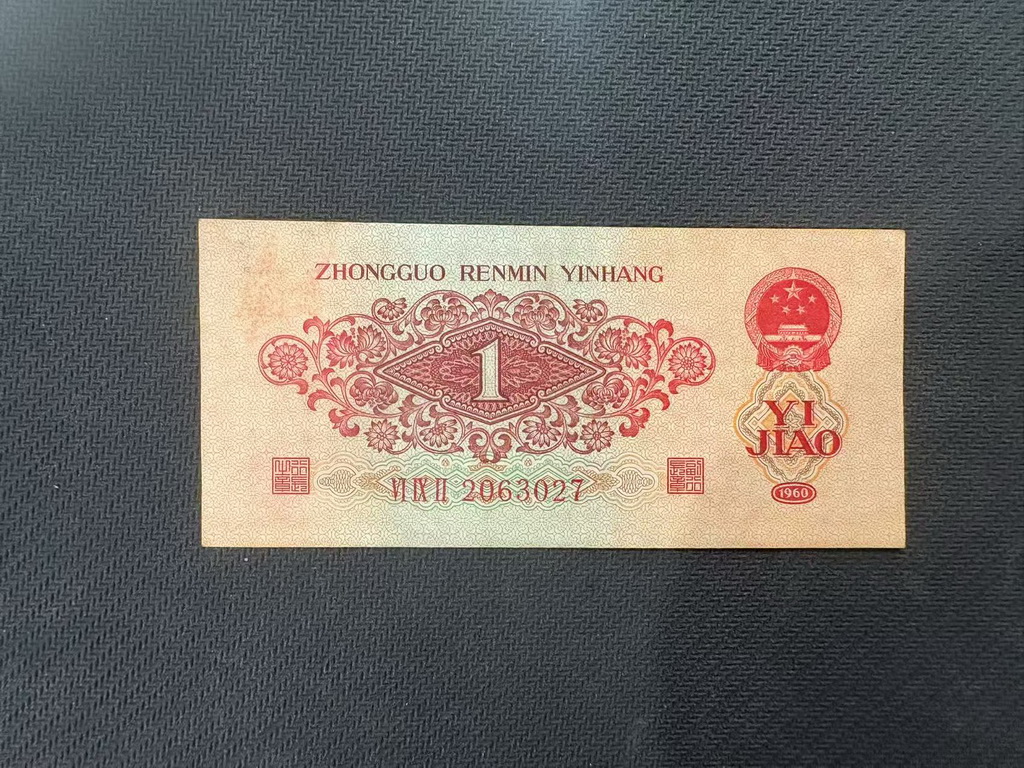 ZHONGGUO RENMIN YINHANG
1
YI
JIAO
VI IX II 2063027
1960